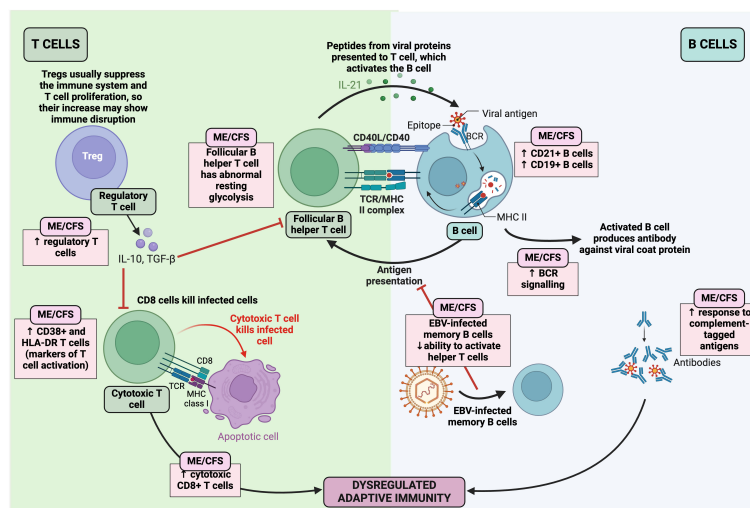 T CELLS
B CELLS
Tregs usually suppress
the immune system and
T cell proliferation, so
their increase may show
immune disruption
Treg
Regulatory
T cell
ME/CFS
↑ regulatory T
cells
IL-10, TGF-β
ME/CFS
Follicular B
helper T cell
has abnormal
resting
glycolysis
Peptides from viral proteins
presented to T cell, which
activates the B cell
IL-21
CD40L/CD40
TCR/MHC
II complex
Follicular B
helper T cell
Viral antigen
Epitope
BCR
MHC II
B cell
ME/CFS
↑ CD21+ B cells
↑ CD19+ B cells
Antigen
presentation
Activated B cell
produces antibody
against viral coat protein
ME/CFS
↑ BCR
signalling
ME/CFS
↑ CD38+ and
HLA-DR T cells
(markers of T
cell activation)
CD8 cells kill infected cells
Cytotoxic T cell
kills infected
cell
CD8
TCR
MHC
class I
Cytotoxic T
cell
Apoptotic cell
ME/CFS
EBV-infected
memory B cells
↓ability to activate
helper T cells
EBV-infected
memory B cells
ME/CFS
↑ response to
complement-
tagged
antigens
Antibodies
ME/CFS
↑ cytotoxic
CD8+ T cells
DYSREGULATED
ADAPTIVE IMMUNITY